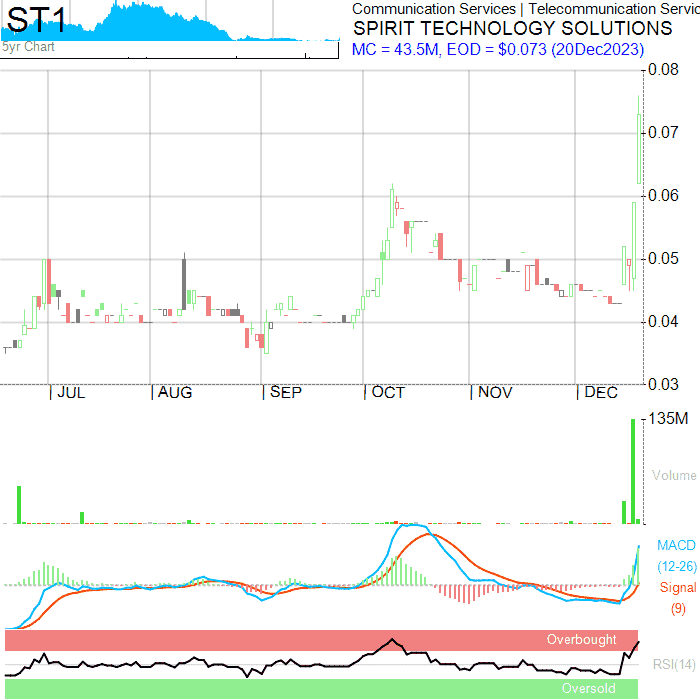 ST1
Communication Services | Telecommunication Servic
SPIRIT TECHNOLOGY SOLUTIONS
5yr Chart
MC = 43.5M, EOD = $0.073 (20Dec2023)
0.08
0.07
0.06
0.05
0.04
0.03
JUL AUG SEP OCT NOV DEC
135M
Volume
MACD
(12-26)
Signal
(9)
Overbought
RSI(14)
Oversold